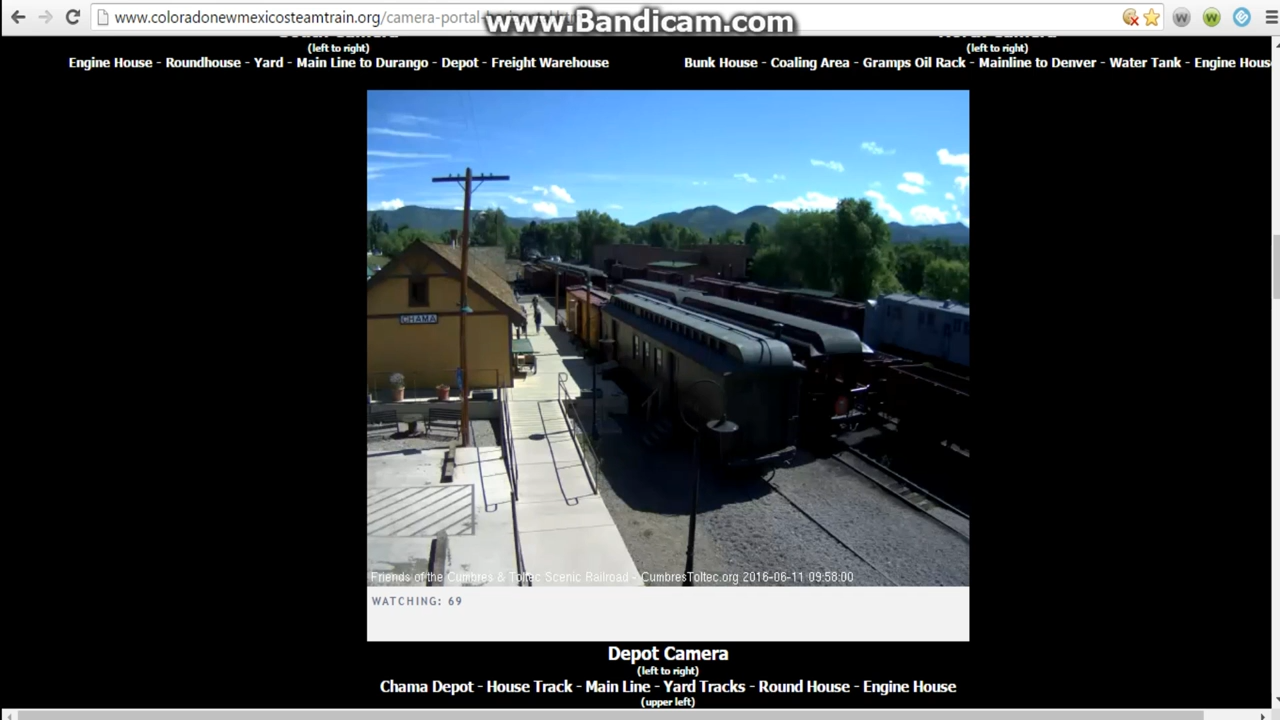 www.coloradonewmexicosteamtrain.org/camera-portal-
www.Bandicam.com
(left to right)
(left to right)
Engine House - Roundhouse - Yard - Main Line to Durango - Depot - Freight Warehouse
Bunk House - Coaling Area - Gramps Oil Rack - Mainline to Denver - Water Tank - Engine House
CHAMA
Friends of the Cumbres & Toltec Scenic Railroad - CumbresToltec.org 2016-06-11 09:58:00
WATCHING: 69
Depot Camera
(left to right)
Chama Depot - House Track - Main Line - Yard Tracks - Round House - Engine House
(upper left)